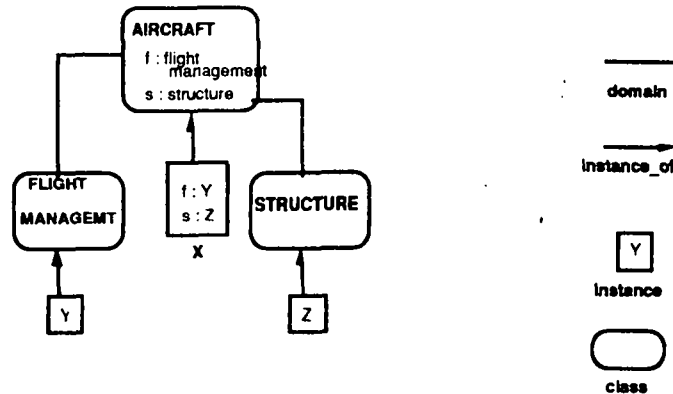 AIRCRAFT
f : flight
management
s : structure
FLIGHT
MANAGEMT
f : Y
s : Z
X
STRUCTURE
Y
Z
domain
instance_of
Y
instance
class